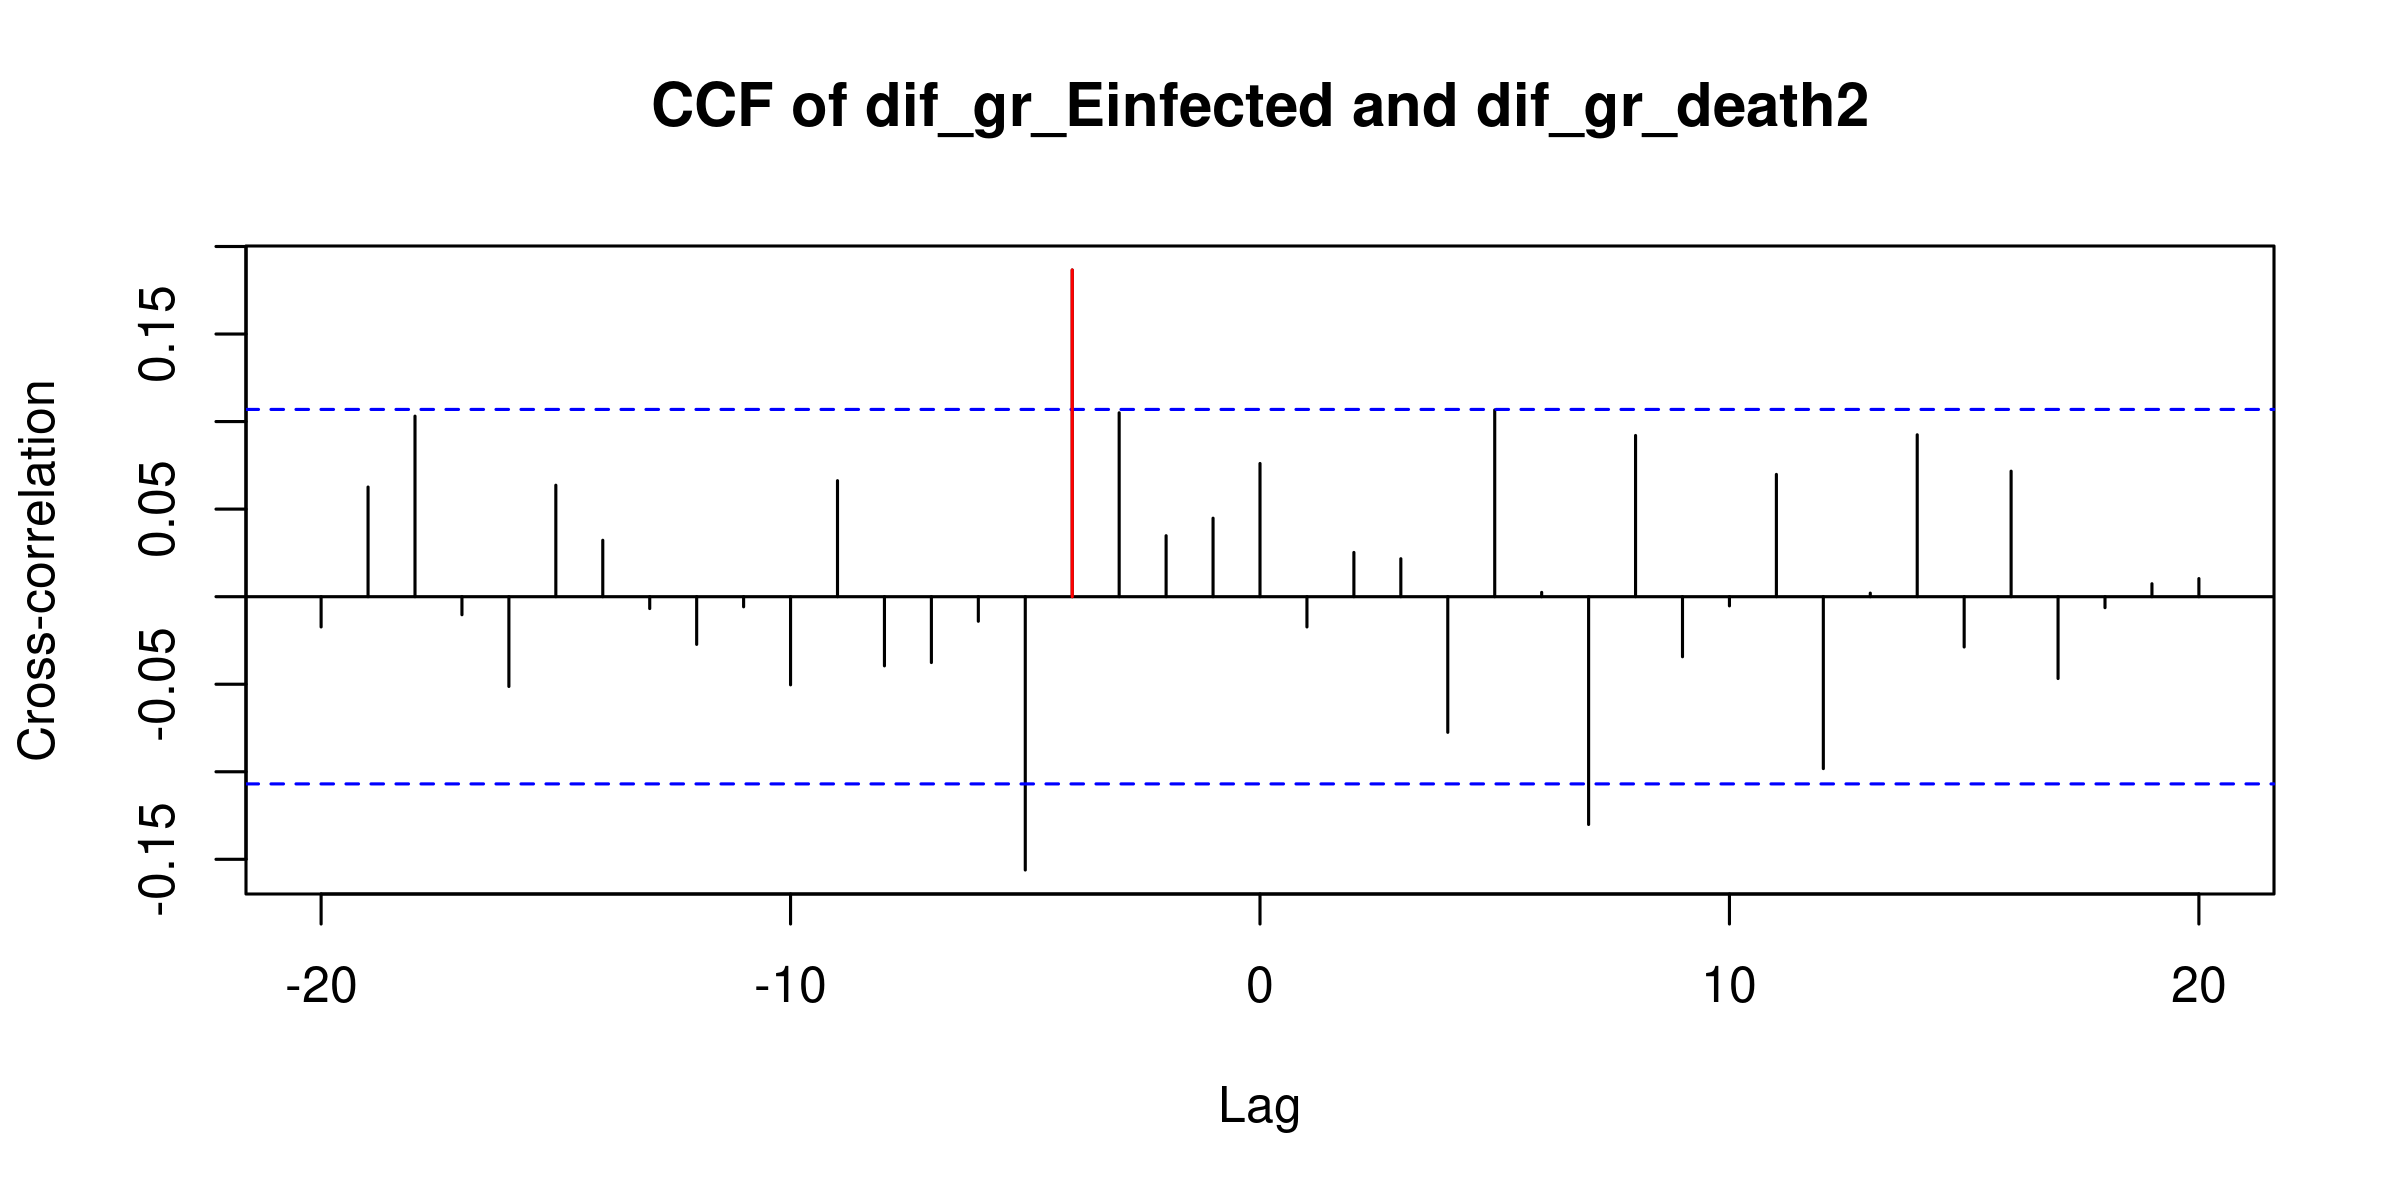 CCF of dif_gr_Einfected and dif_gr_death2
Cross-correlation
0.15
0.05
-0.05
-0.15
-20 -10 0 10 20
Lag